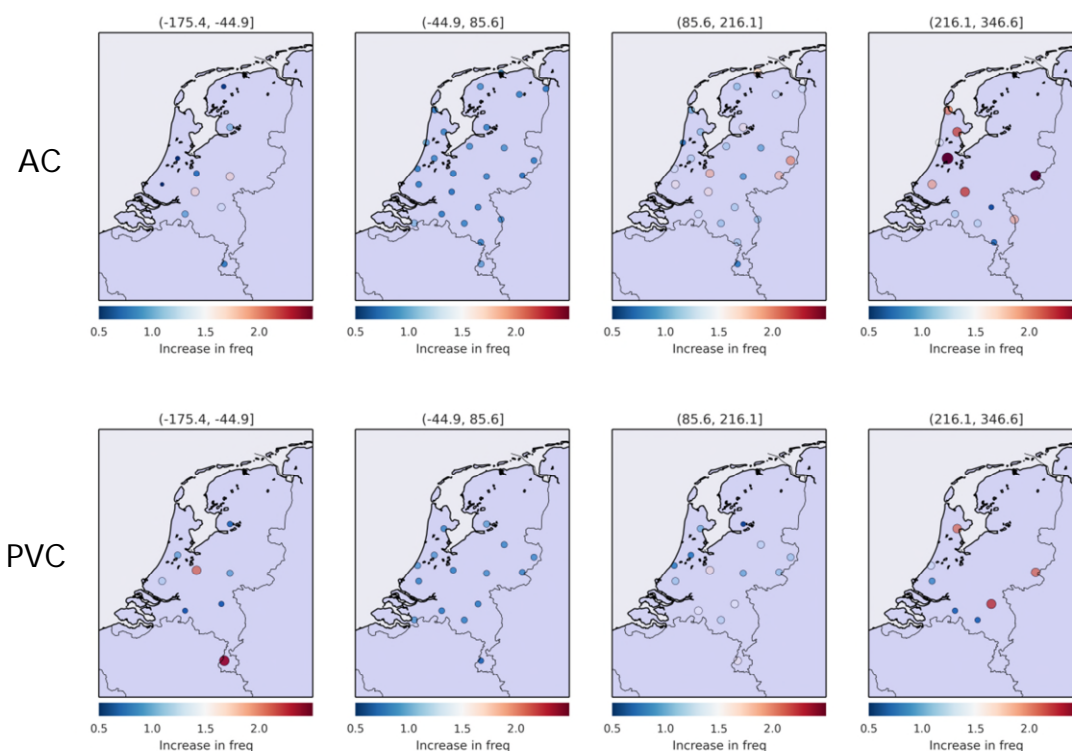 (-175.4, -44.9] (-44.9, 85.6] (85.6, 216.1] (216.1, 346.6]
AC
0.5 1.0 1.5 2.0 0.5 1.0 1.5 2.0 0.5 1.0 1.5 2.0 0.5 1.0 1.5 2.0
Increase in freq Increase in freq Increase in freq Increase in freq
(-175.4, -44.9] (-44.9, 85.6] (85.6, 216.1] (216.1, 346.6]
PVC
0.5 1.0 1.5 2.0 0.5 1.0 1.5 2.0 0.5 1.0 1.5 2.0 0.5 1.0 1.5 2.0
Increase in freq Increase in freq Increase in freq Increase in freq